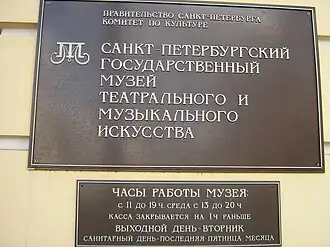 ПРАВИТЕЛЬСТВО САНКТ-ПЕТЕРБУРГА
КОМИТЕТ ПО КУЛЬТУРЕ
САНКТ-ПЕТЕРБУРГСКИЙ
ГОСУДАРСТВЕННЫЙ
МУЗЕЙ
ТЕАТРАЛЬНОГО И
МУЗЫКАЛЬНОГО
ИСКУССТВА
ЧАСЫ РАБОТЫ МУЗЕЯ:
С 11 ДО 19 Ч. СРЕДА С 13 ДО 20 Ч
КАССА ЗАКРЫВАЕТСЯ НА 1 Ч РАНЬШЕ
ВЫХОДНОЙ ДЕНЬ - ВТОРНИК
САНИТАРНЫЙ ДЕНЬ - ПОСЛЕДНЯЯ ПЯТНИЦА МЕСЯЦА